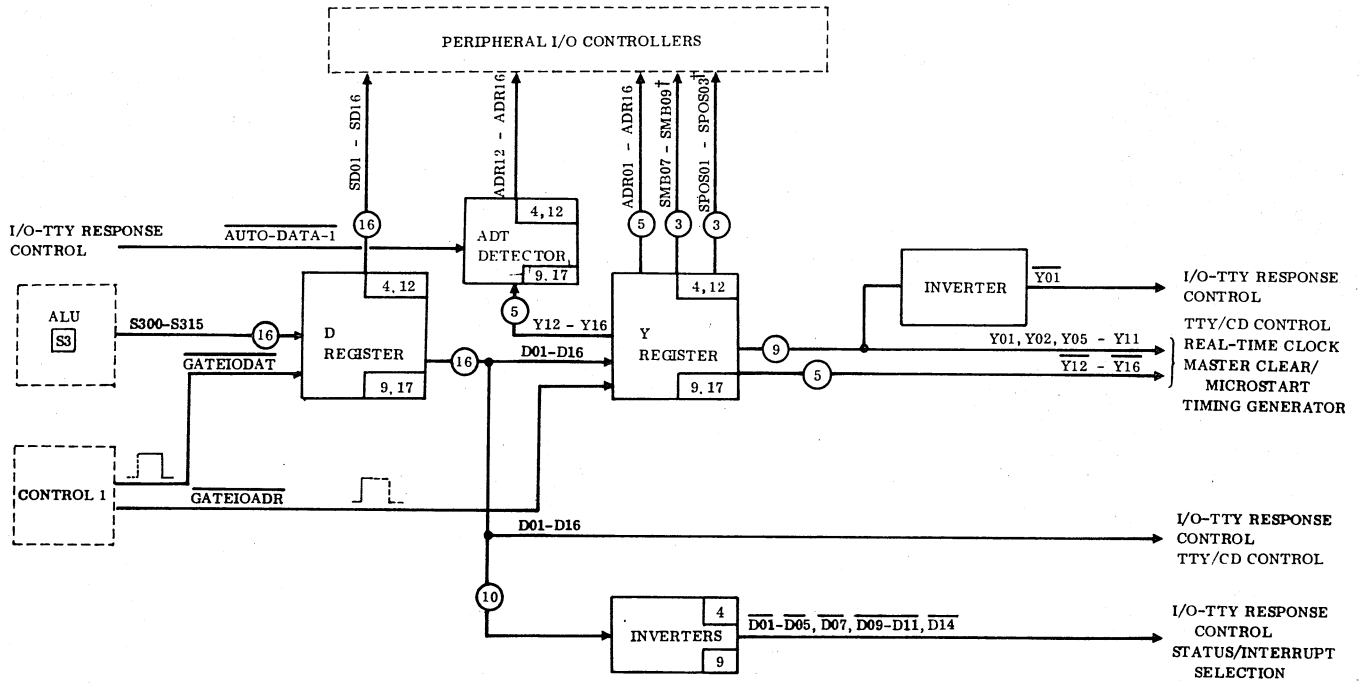 PERIPHERAL I/O CONTROLLERS
SD01 - SD16
ADR12 - ADR16
ADR01 - ADR16
SMB07 - SMB09†
SPOS01 - SPOS03†
16
4,12
5
3
3
I/O-TTY RESPONSE
CONTROL
AUTO-DATA-1
ADT
DETECTOR
9.17
4,12
4,12
INVERTER
Y01
I/O-TTY RESPONSE
CONTROL
ALU
S3
S300-S315
16
D
REGISTER
5
Y12 - Y16
Y
REGISTER
GATEIODAT
16
D01-D16
9
Y01, Y02, Y05 - Y11
TTY/CD CONTROL
REAL-TIME CLOCK
MASTER CLEAR/
MICROSTART
TIMING GENERATOR
9.17
9.17
5
Y12 - Y16
CONTROL 1
GATEIOADR
D01-D16
I/O-TTY RESPONSE
CONTROL
TTY/CD CONTROL
10
4
INVERTERS
9
D01-D05, D07, D09-D11, D14
I/O-TTY RESPONSE
CONTROL
STATUS/INTERRUPT
SELECTION